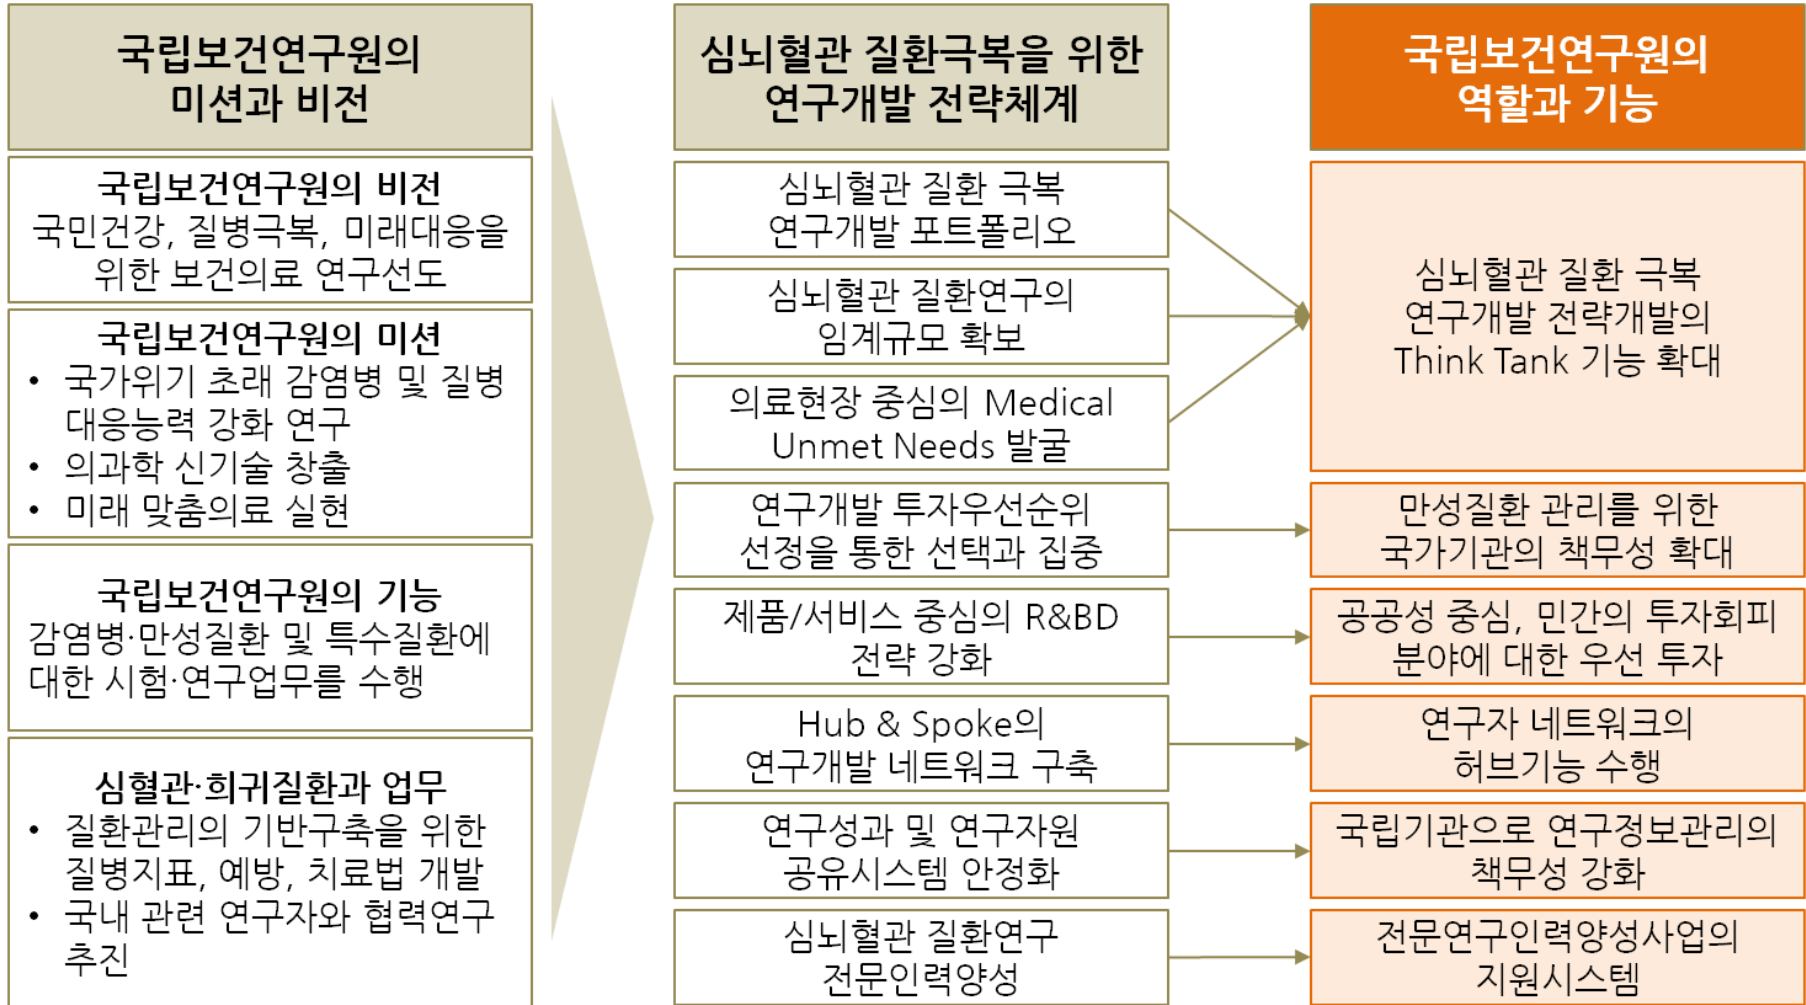 국립보건연구원의
미션과 비전
국립보건연구원의 비전
국민건강, 질병극복, 미래대응을
위한 보건의료 연구선도
국립보건연구원의 미션
• 국가위기 초래 감염병 및 질병
대응능력 강화 연구
• 의과학 신기술 창출
• 미래 맞춤의료 실현
국립보건연구원의 기능
감염병·만성질환 및 특수질환에
대한 시험·연구업무를 수행
심혈관·희귀질환과 업무
• 질환관리의 기반구축을 위한
질병지표, 예방, 치료법 개발
• 국내 관련 연구자와 협력연구
추진
심뇌혈관 질환극복을 위한
연구개발 전략체계
심뇌혈관 질환 극복
연구개발 포트폴리오
심뇌혈관 질환연구의
임계규모 확보
의료현장 중심의 Medical
Unmet Needs 발굴
연구개발 투자우선순위
선정을 통한 선택과 집중
제품/서비스 중심의 R&BD
전략 강화
Hub & Spoke의
연구개발 네트워크 구축
연구성과 및 연구자원
공유시스템 안정화
심뇌혈관 질환연구
전문인력양성
국립보건연구원의
역할과 기능
심뇌혈관 질환 극복
연구개발 전략개발의
Think Tank 기능 확대
만성질환 관리를 위한
국가기관의 책무성 확대
공공성 중심, 민간의 투자회피
분야에 대한 우선 투자
연구자 네트워크의
허브기능 수행
국립기관으로 연구정보관리의
책무성 강화
전문연구인력양성사업의
지원시스템